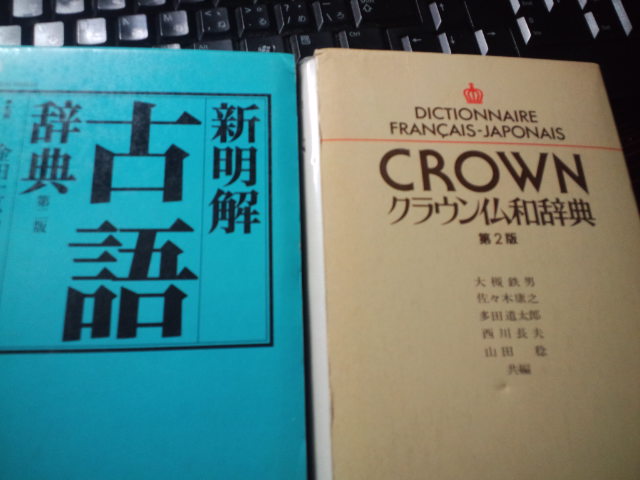 新明解
古語
辞典
第二版
DICTIONNAIRE
FRANÇAIS-JAPONAIS
CROWN
クラウン仏和辞典
第2版
大槻鉄男
佐々木康之
多田道太郎
西川長夫
山田 稔
共編